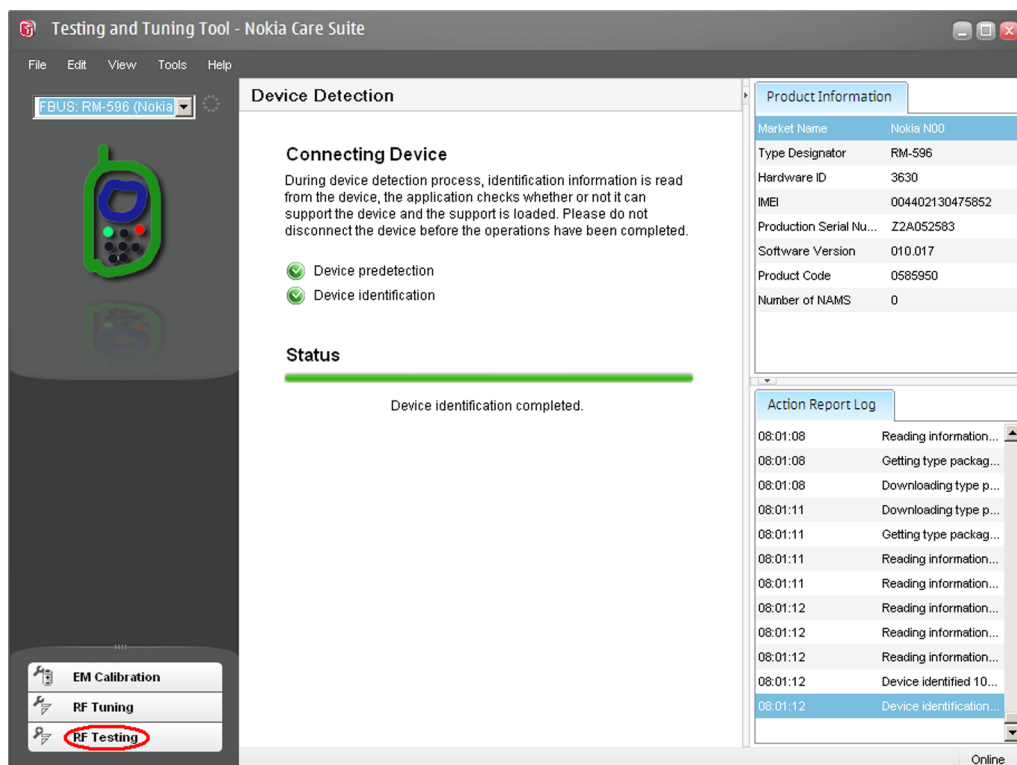 Testing and Tuning Tool - Nokia Care Suite
File Edit View Tools Help
FBUS: RM-596 (Nokia
Device Detection
Connecting Device
During device detection process, identification information is read
from the device, the application checks whether or not it can
support the device and the support is loaded. Please do not
disconnect the device before the operations have been completed.
Device predetection
Device identification
Status
Device identification completed.
EM Calibration
RF Tuning
RF Testing
Product Information
Market Name Nokia N00
Type Designator RM-596
Hardware ID 3630
IMEI 004402130475852
Production Serial Nu... Z2A052583
Software Version 010.017
Product Code 0585950
Number of NAMS 0
Action Report Log
08:01:08 Reading information...
08:01:08 Getting type packag...
08:01:08 Downloading type p...
08:01:11 Downloading type p...
08:01:11 Getting type packag...
08:01:11 Reading information...
08:01:11 Reading information...
08:01:12 Reading information...
08:01:12 Reading information...
08:01:12 Reading information...
08:01:12 Device identified 10...
08:01:12 Device identification...
Online